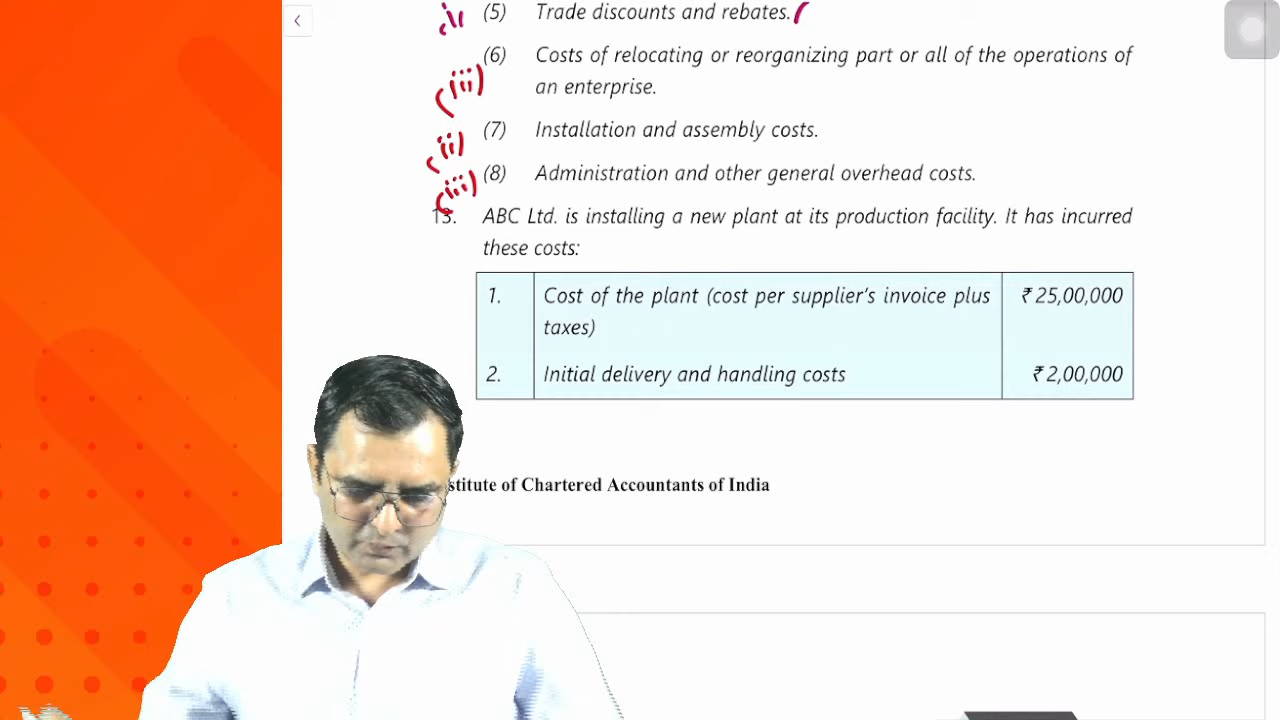 ii (5) Trade discounts and rebates. (
(6) Costs of relocating or reorganizing part or all of the operations of
(iii) an enterprise.
(ii) (7) Installation and assembly costs.
(iii) (8) Administration and other general overhead costs.
13. ABC Ltd. is installing a new plant at its production facility. It has incurred
these costs:
1. Cost of the plant (cost per supplier's invoice plus ₹ 25,00,000
taxes)
2. Initial delivery and handling costs ₹ 2,00,000
stitute of Chartered Accountants of India